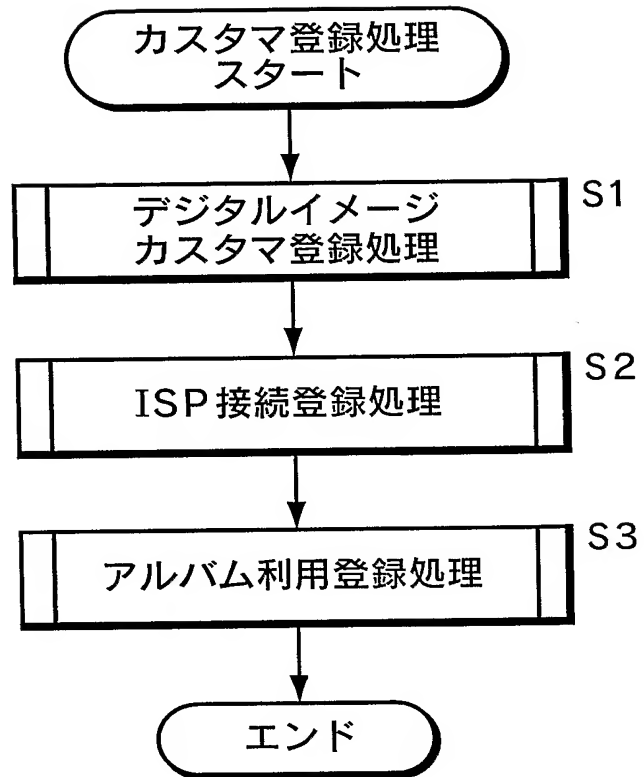 カスタマ登録処理
スタート
デジタルイメージ
カスタマ登録処理
S1
ISP接続登録処理
S2
アルバム利用登録処理
S3
エンド